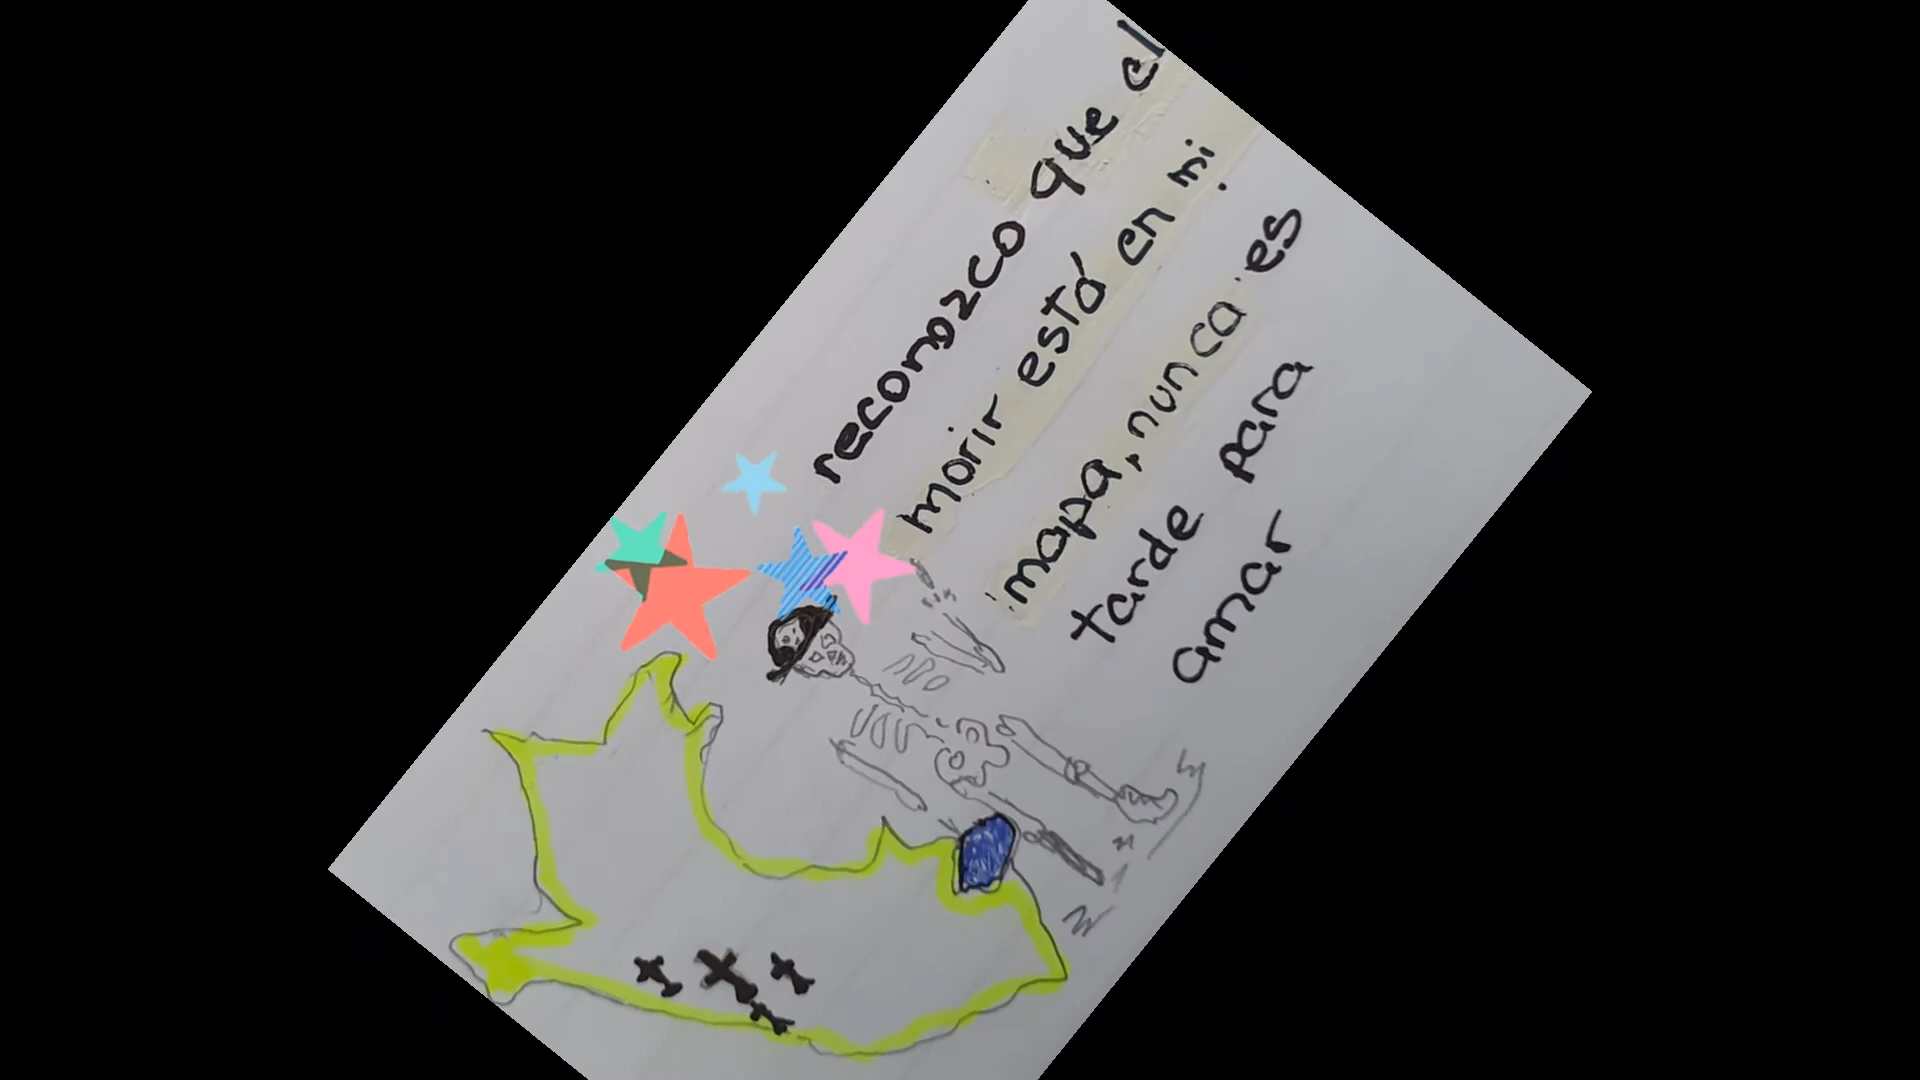 reconozco que el
morir está en mi
mapa, nunca es
tarde para
amar